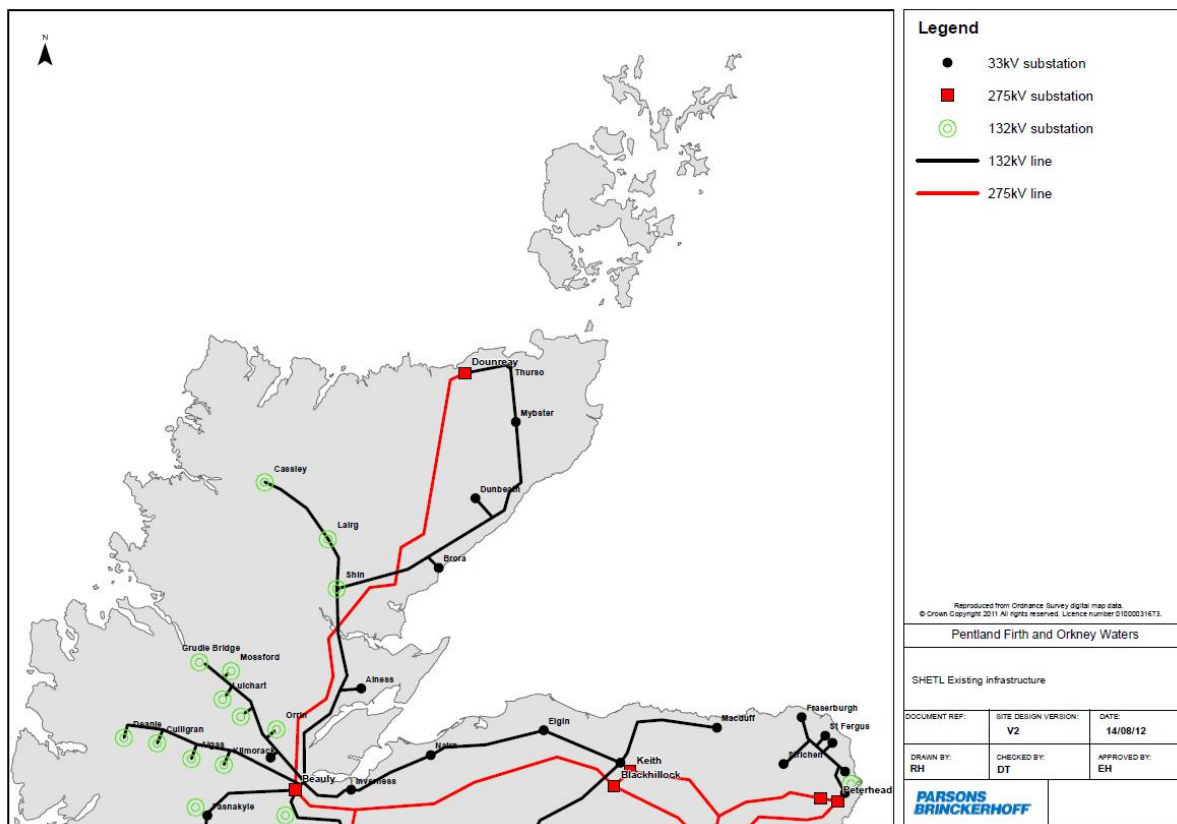 N
Dounreay
Thurso
Mybster
Cassley
Dunbeath
Lairg
Brora
Shin
Grudie Bridge
Mossford
Luichart
Alness
Orrin
Deanie
Culligran
Aigas
Kilmorack
Beauly
Inverness
Nairn
Elgin
Keith
Blackhillock
Macduff
Fraserburgh
St Fergus
Strichen
Peterhead
Fasnakyle
Legend
33kV substation
275kV substation
132kV substation
132kV line
275kV line
Reproduced from Ordnance Survey digital map data.
© Crown Copyright 2011 All rights reserved. Licence number 01000031673.
Pentland Firth and Orkney Waters
SHETL Existing infrastructure
DOCUMENT REF:
SITE DESIGN VERSION:
V2
DATE:
14/08/12
DRAWN BY:
RH
CHECKED BY:
DT
APPROVED BY:
EH
PARSONS
BRINCKERHOFF